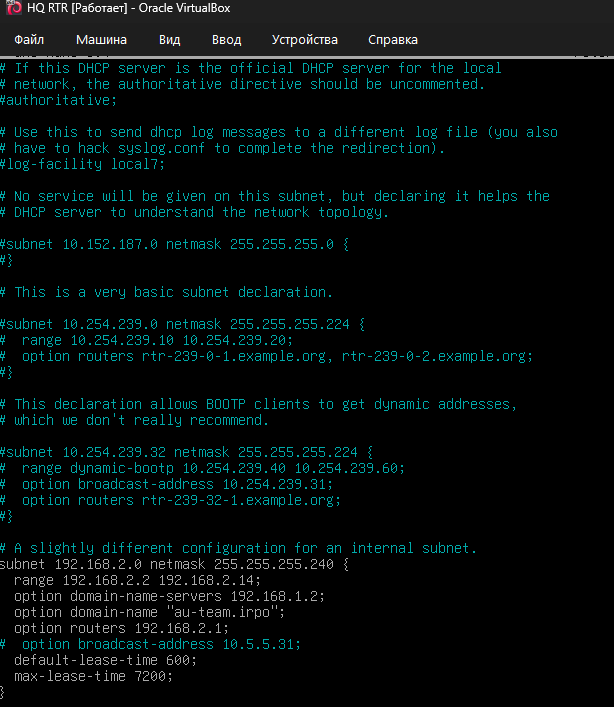 HQ RTR [Работает] - Oracle VirtualBox
Файл Машина Вид Ввод Устройства Справка
# If this DHCP server is the official DHCP server for the local
# network, the authoritative directive should be uncommented.
#authoritative;
# Use this to send dhcp log messages to a different log file (you also
# have to hack syslog.conf to complete the redirection).
#log-facility local7;
# No service will be given on this subnet, but declaring it helps the
# DHCP server to understand the network topology.
#subnet 10.152.187.0 netmask 255.255.255.0 {
#}
# This is a very basic subnet declaration.
#subnet 10.254.239.0 netmask 255.255.255.224 {
#  range 10.254.239.10 10.254.239.20;
#  option routers rtr-239-0-1.example.org, rtr-239-0-2.example.org;
#}
# This declaration allows BOOTP clients to get dynamic addresses,
# which we don't really recommend.
#subnet 10.254.239.32 netmask 255.255.255.224 {
#  range dynamic-bootp 10.254.239.40 10.254.239.60;
#  option broadcast-address 10.254.239.31;
#  option routers rtr-239-32-1.example.org;
#}
# A slightly different configuration for an internal subnet.
subnet 192.168.2.0 netmask 255.255.255.240 {
  range 192.168.2.2 192.168.2.14;
  option domain-name-servers 192.168.1.2;
  option domain-name "au-team.irpo";
  option routers 192.168.2.1;
#  option broadcast-address 10.5.5.31;
  default-lease-time 600;
  max-lease-time 7200;
}